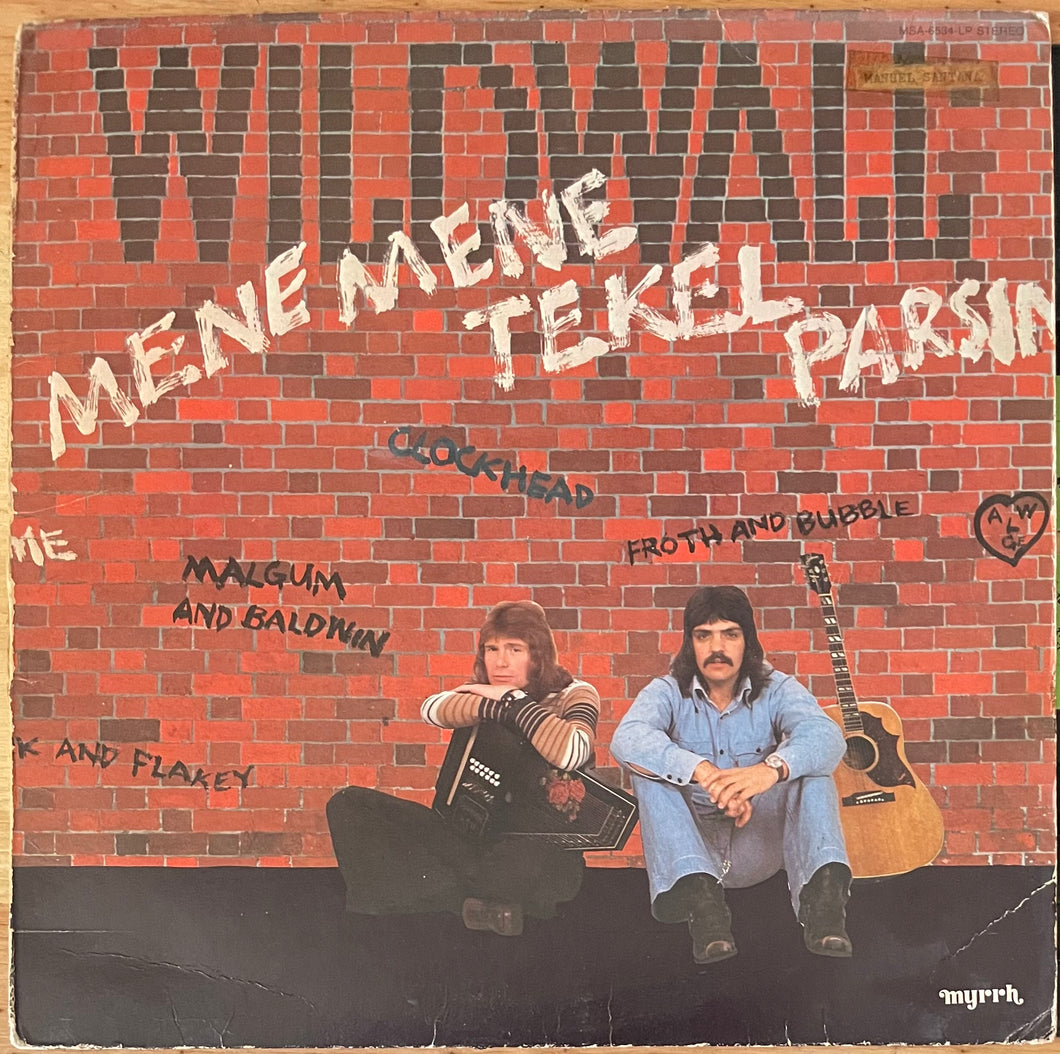 MSA-6534-LP STEREO
MANUEL SANTANA
WILDWALL
MENE MENE
TEKEL PARSIN
CLOCKHEAD
FROTH AND BUBBLE
A W
L
ME
MALGUM
AND BALDWIN
K AND FLAKEY
myrrh